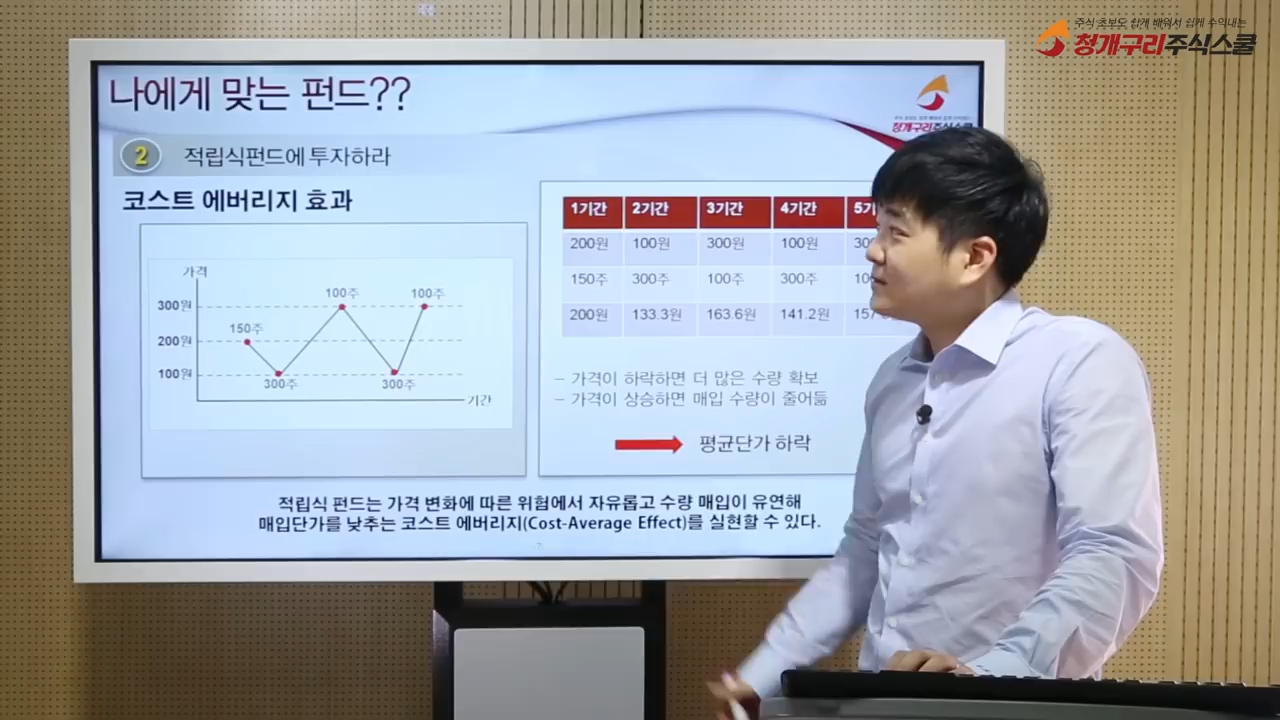 주식 초보도 쉽게 배워서 쉽게 수익내는
청개구리주식스쿨
나에게 맞는 펀드??
청개구리주식스쿨
2 적립식펀드에 투자하라
코스트 에버리지 효과
가격
300원
200원
100원
150주
300주
100주
300주
100주
기간
1기간 2기간 3기간 4기간
200원 100원 300원 100원
150주 300주 100주 300주
200원 133.3원 163.6원 141.2원
- 가격이 하락하면 더 많은 수량 확보
- 가격이 상승하면 매입 수량이 줄어듦
평균단가 하락
적립식 펀드는 가격 변화에 따른 위험에서 자유롭고 수량 매입이 유연해
매입단가를 낮추는 코스트 에버리지(Cost-Average Effect)를 실현할 수 있다.